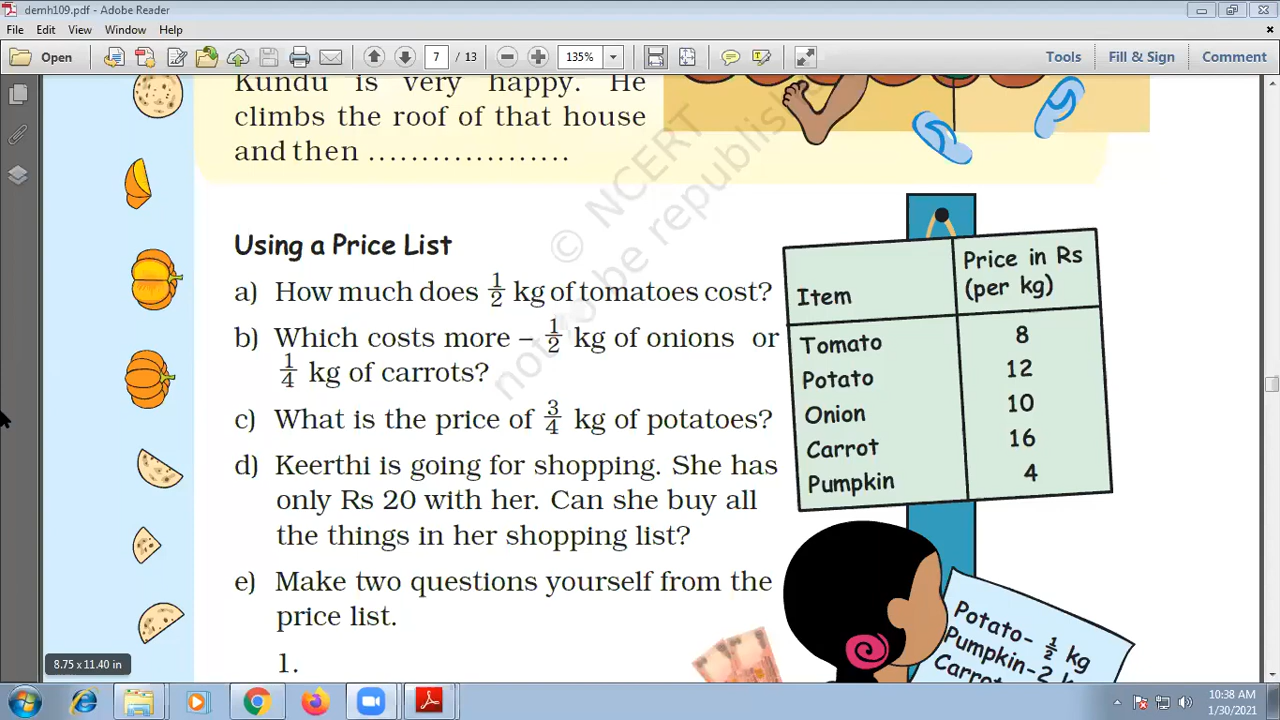 demh109.pdf - Adobe Reader
File Edit View Window Help
Open 7 / 13 135% Tools Fill & Sign Comment
Kundu is very happy. He
climbs the roof of that house
and then ...................
© NCERT
not to be republished
Using a Price List
a) How much does 1/2 kg of tomatoes cost?
b) Which costs more – 1/2 kg of onions or
1/4 kg of carrots?
c) What is the price of 3/4 kg of potatoes?
d) Keerthi is going for shopping. She has
only Rs 20 with her. Can she buy all
the things in her shopping list?
e) Make two questions yourself from the
price list.
1.
Item Price in Rs
(per kg)
Tomato 8
Potato 12
Onion 10
Carrot 16
Pumpkin 4
Potato- 1/2 kg
Pumpkin-2 k
Carro
8.75 x 11.40 in
10:38 AM
1/30/2021